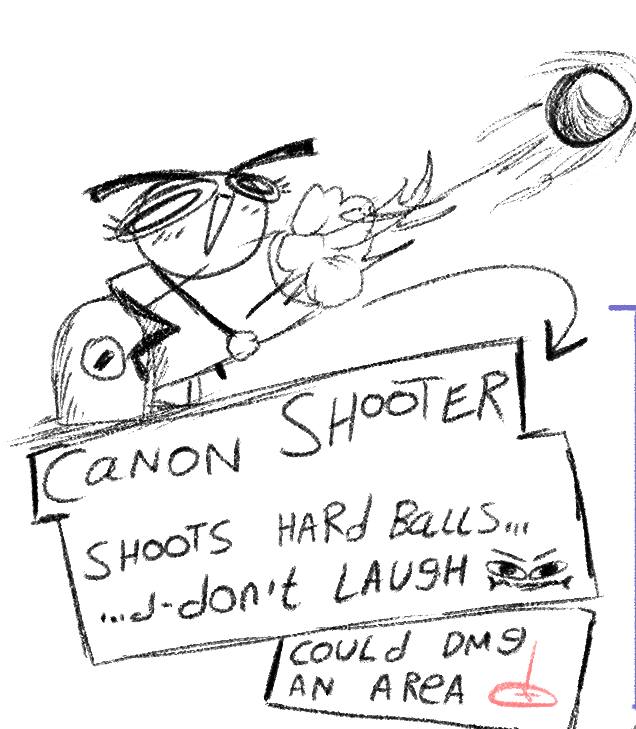 CaNON SHOOTER
SHOOTS HARd BaLLS...
...d-don't LAUgH
COULd DMg
AN AReA